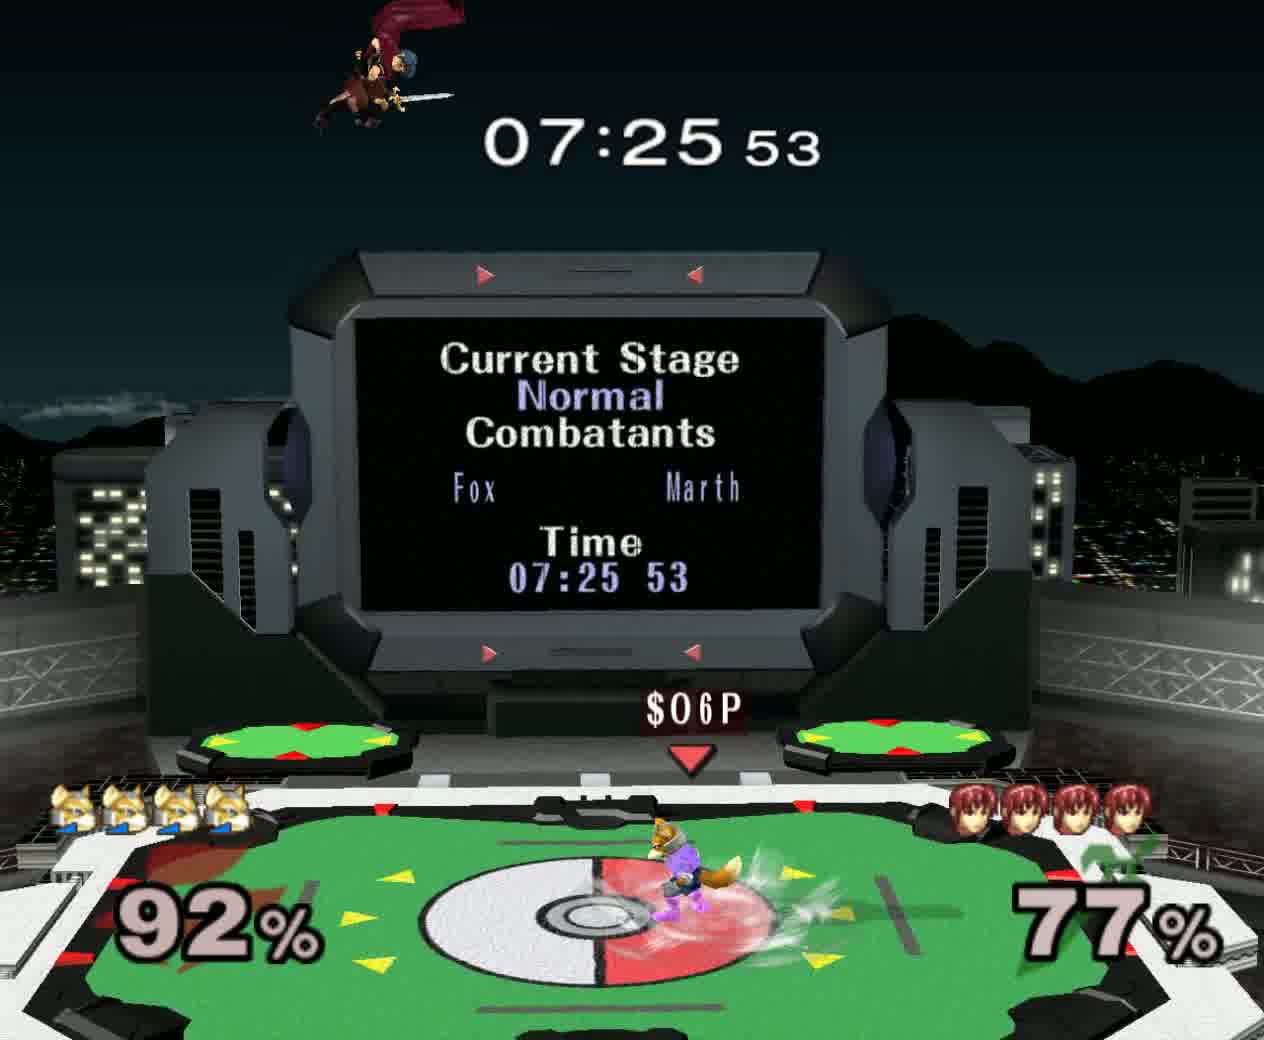 07:25 53
Current Stage
Normal
Combatants
Fox Marth
Time
07:25 53
$06P
92%
77%